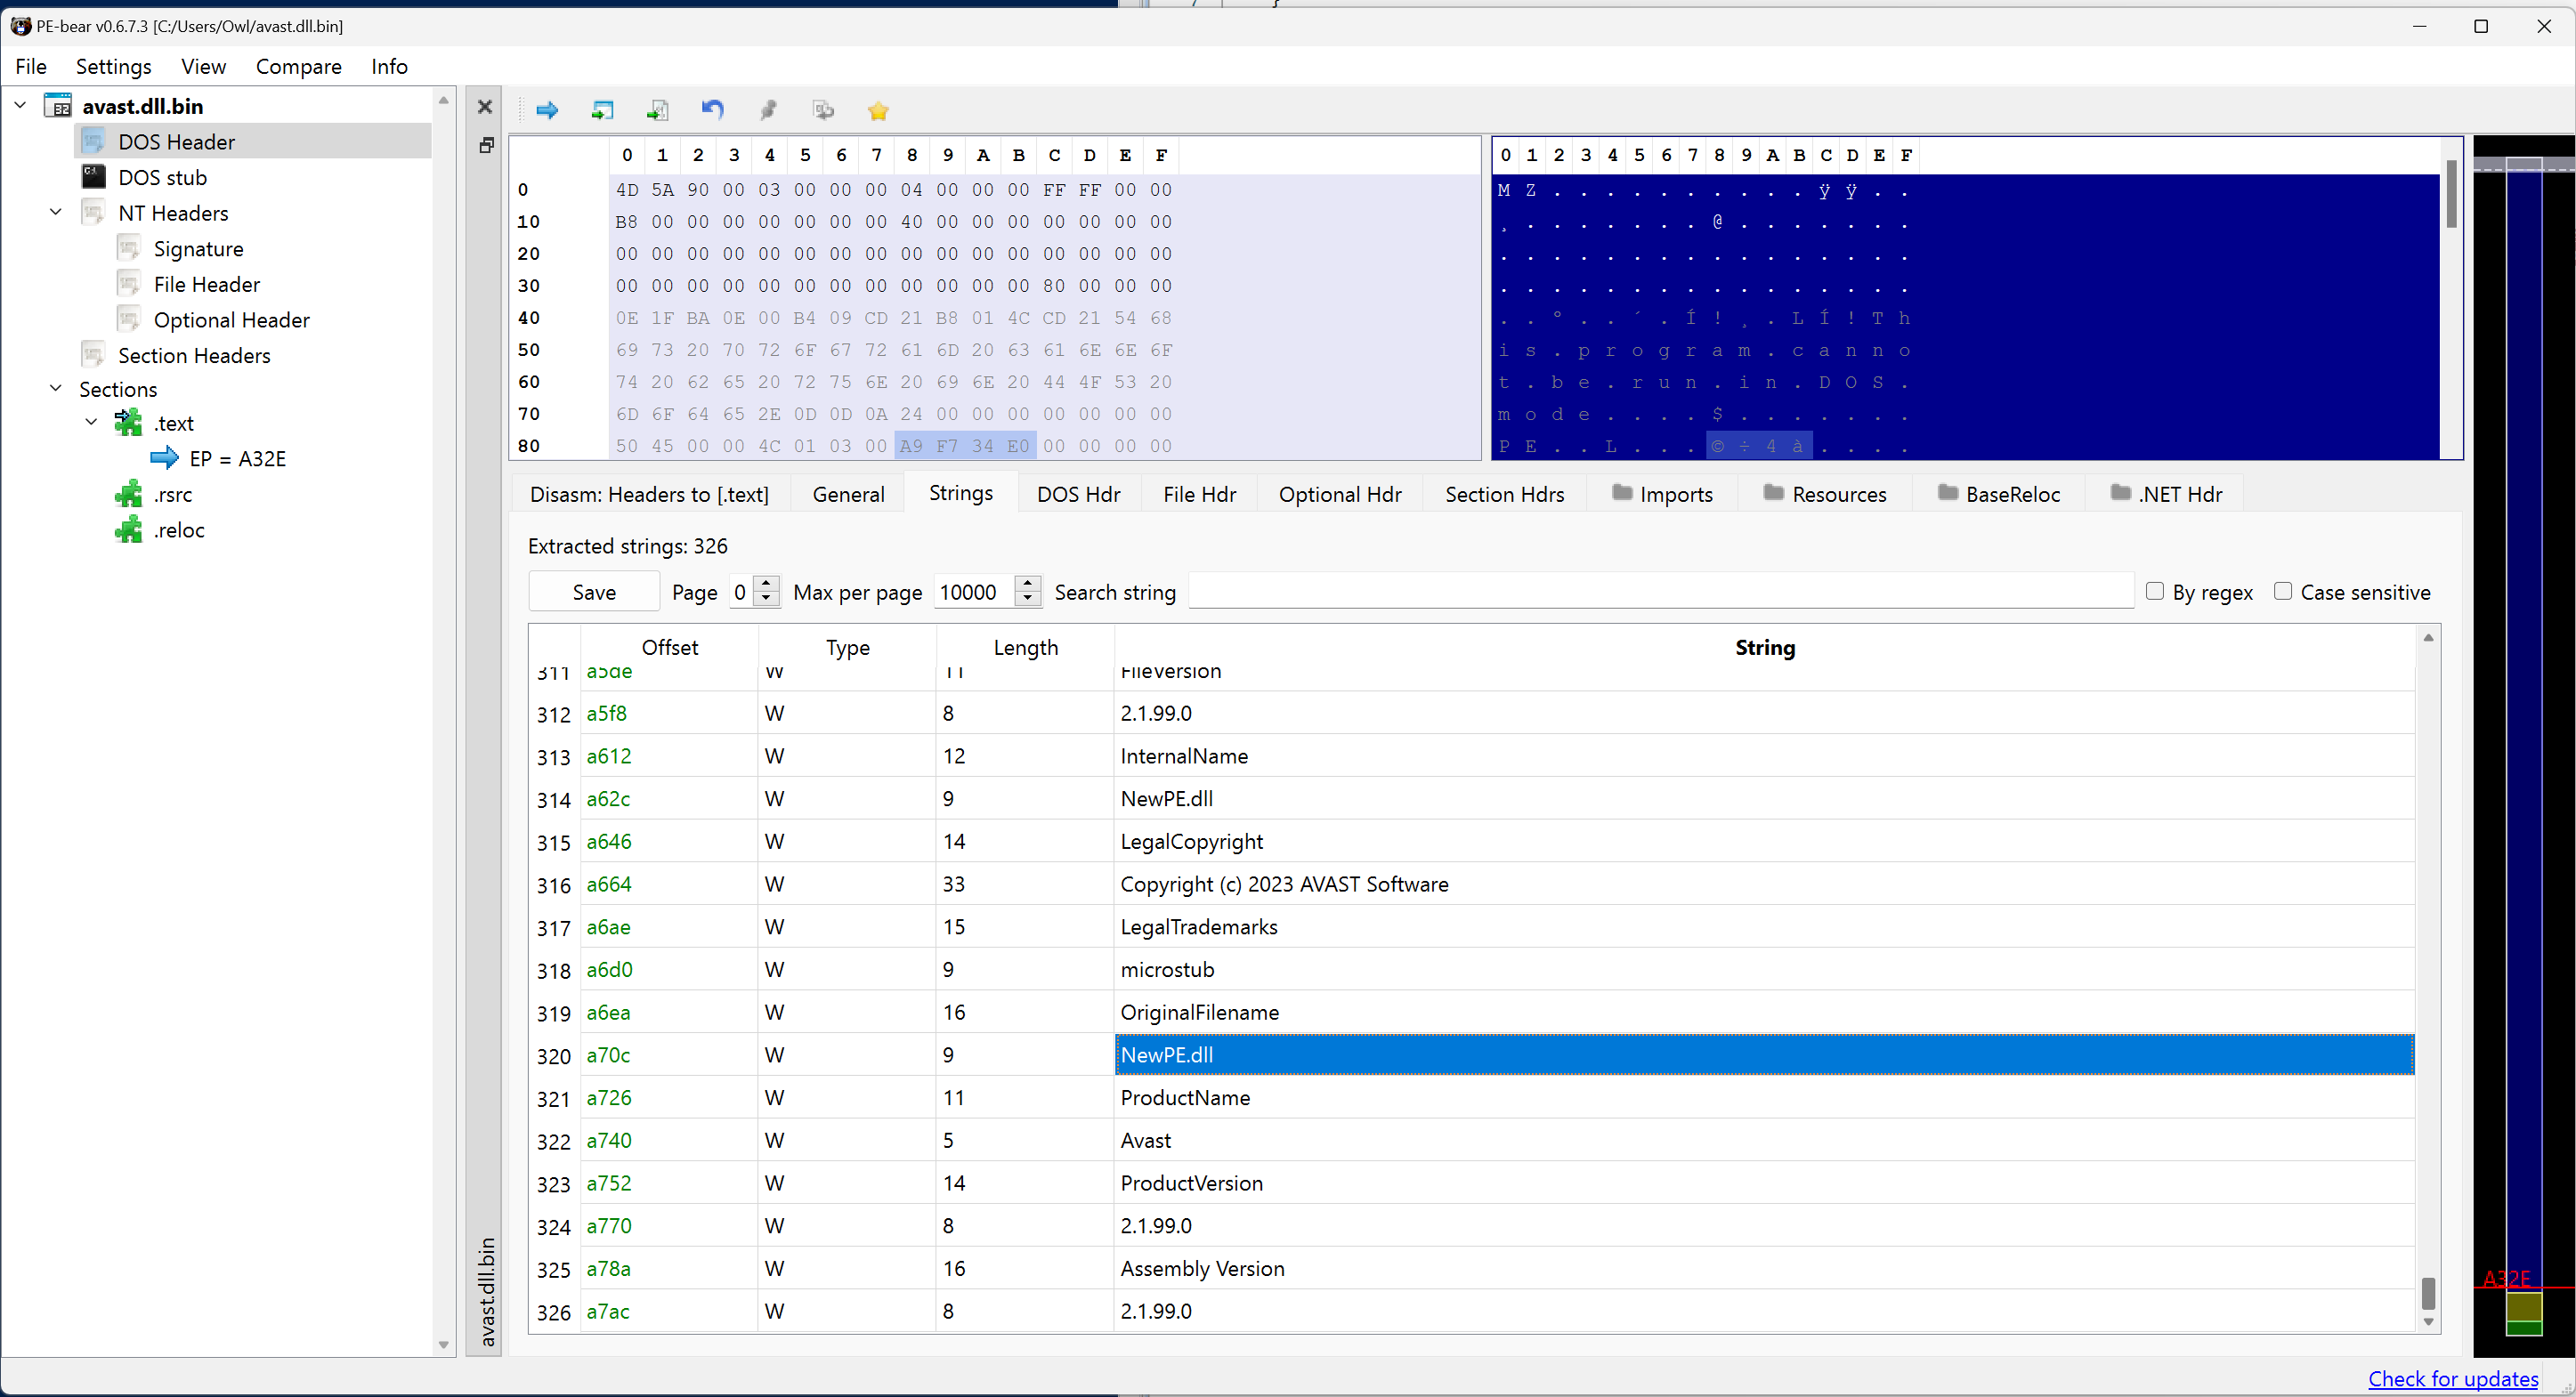 PE-bear v0.6.7.3 [C:/Users/Owl/avast.dll.bin]
File Settings View Compare Info
avast.dll.bin
DOS Header
DOS stub
NT Headers
Signature
File Header
Optional Header
Section Headers
Sections
.text
EP = A32E
.rsrc
.reloc
avast.dll.bin
0 1 2 3 4 5 6 7 8 9 A B C D E F
0 4D 5A 90 00 03 00 00 00 04 00 00 00 FF FF 00 00
10 B8 00 00 00 00 00 00 00 40 00 00 00 00 00 00 00
20 00 00 00 00 00 00 00 00 00 00 00 00 00 00 00 00
30 00 00 00 00 00 00 00 00 00 00 00 00 80 00 00 00
40 0E 1F BA 0E 00 B4 09 CD 21 B8 01 4C CD 21 54 68
50 69 73 20 70 72 6F 67 72 61 6D 20 63 61 6E 6E 6F
60 74 20 62 65 20 72 75 6E 20 69 6E 20 44 4F 53 20
70 6D 6F 64 65 2E 0D 0D 0A 24 00 00 00 00 00 00 00
80 50 45 00 00 4C 01 03 00 A9 F7 34 E0 00 00 00 00
0 1 2 3 4 5 6 7 8 9 A B C D E F
M Z . . . . . . . . . . ÿ ÿ . .
¸ . . . . . . . @ . . . . . . .
. . . . . . . . . . . . . . . .
. . . . . . . . . . . . . . . .
. . º . . ´ . Í ! ¸ . L Í ! T h
i s . p r o g r a m . c a n n o
t . b e . r u n . i n . D O S .
m o d e . . . . $ . . . . . . .
P E . . L . . . © ÷ 4 à . . . .
Disasm: Headers to [.text] General Strings DOS Hdr File Hdr Optional Hdr Section Hdrs Imports Resources BaseReloc .NET Hdr
Extracted strings: 326
Save Page 0 Max per page 10000 Search string By regex Case sensitive
Offset Type Length String
311 a5de W 11 FileVersion
312 a5f8 W 8 2.1.99.0
313 a612 W 12 InternalName
314 a62c W 9 NewPE.dll
315 a646 W 14 LegalCopyright
316 a664 W 33 Copyright (c) 2023 AVAST Software
317 a6ae W 15 LegalTrademarks
318 a6d0 W 9 microstub
319 a6ea W 16 OriginalFilename
320 a70c W 9 NewPE.dll
321 a726 W 11 ProductName
322 a740 W 5 Avast
323 a752 W 14 ProductVersion
324 a770 W 8 2.1.99.0
325 a78a W 16 Assembly Version
326 a7ac W 8 2.1.99.0
A32E
Check for updates